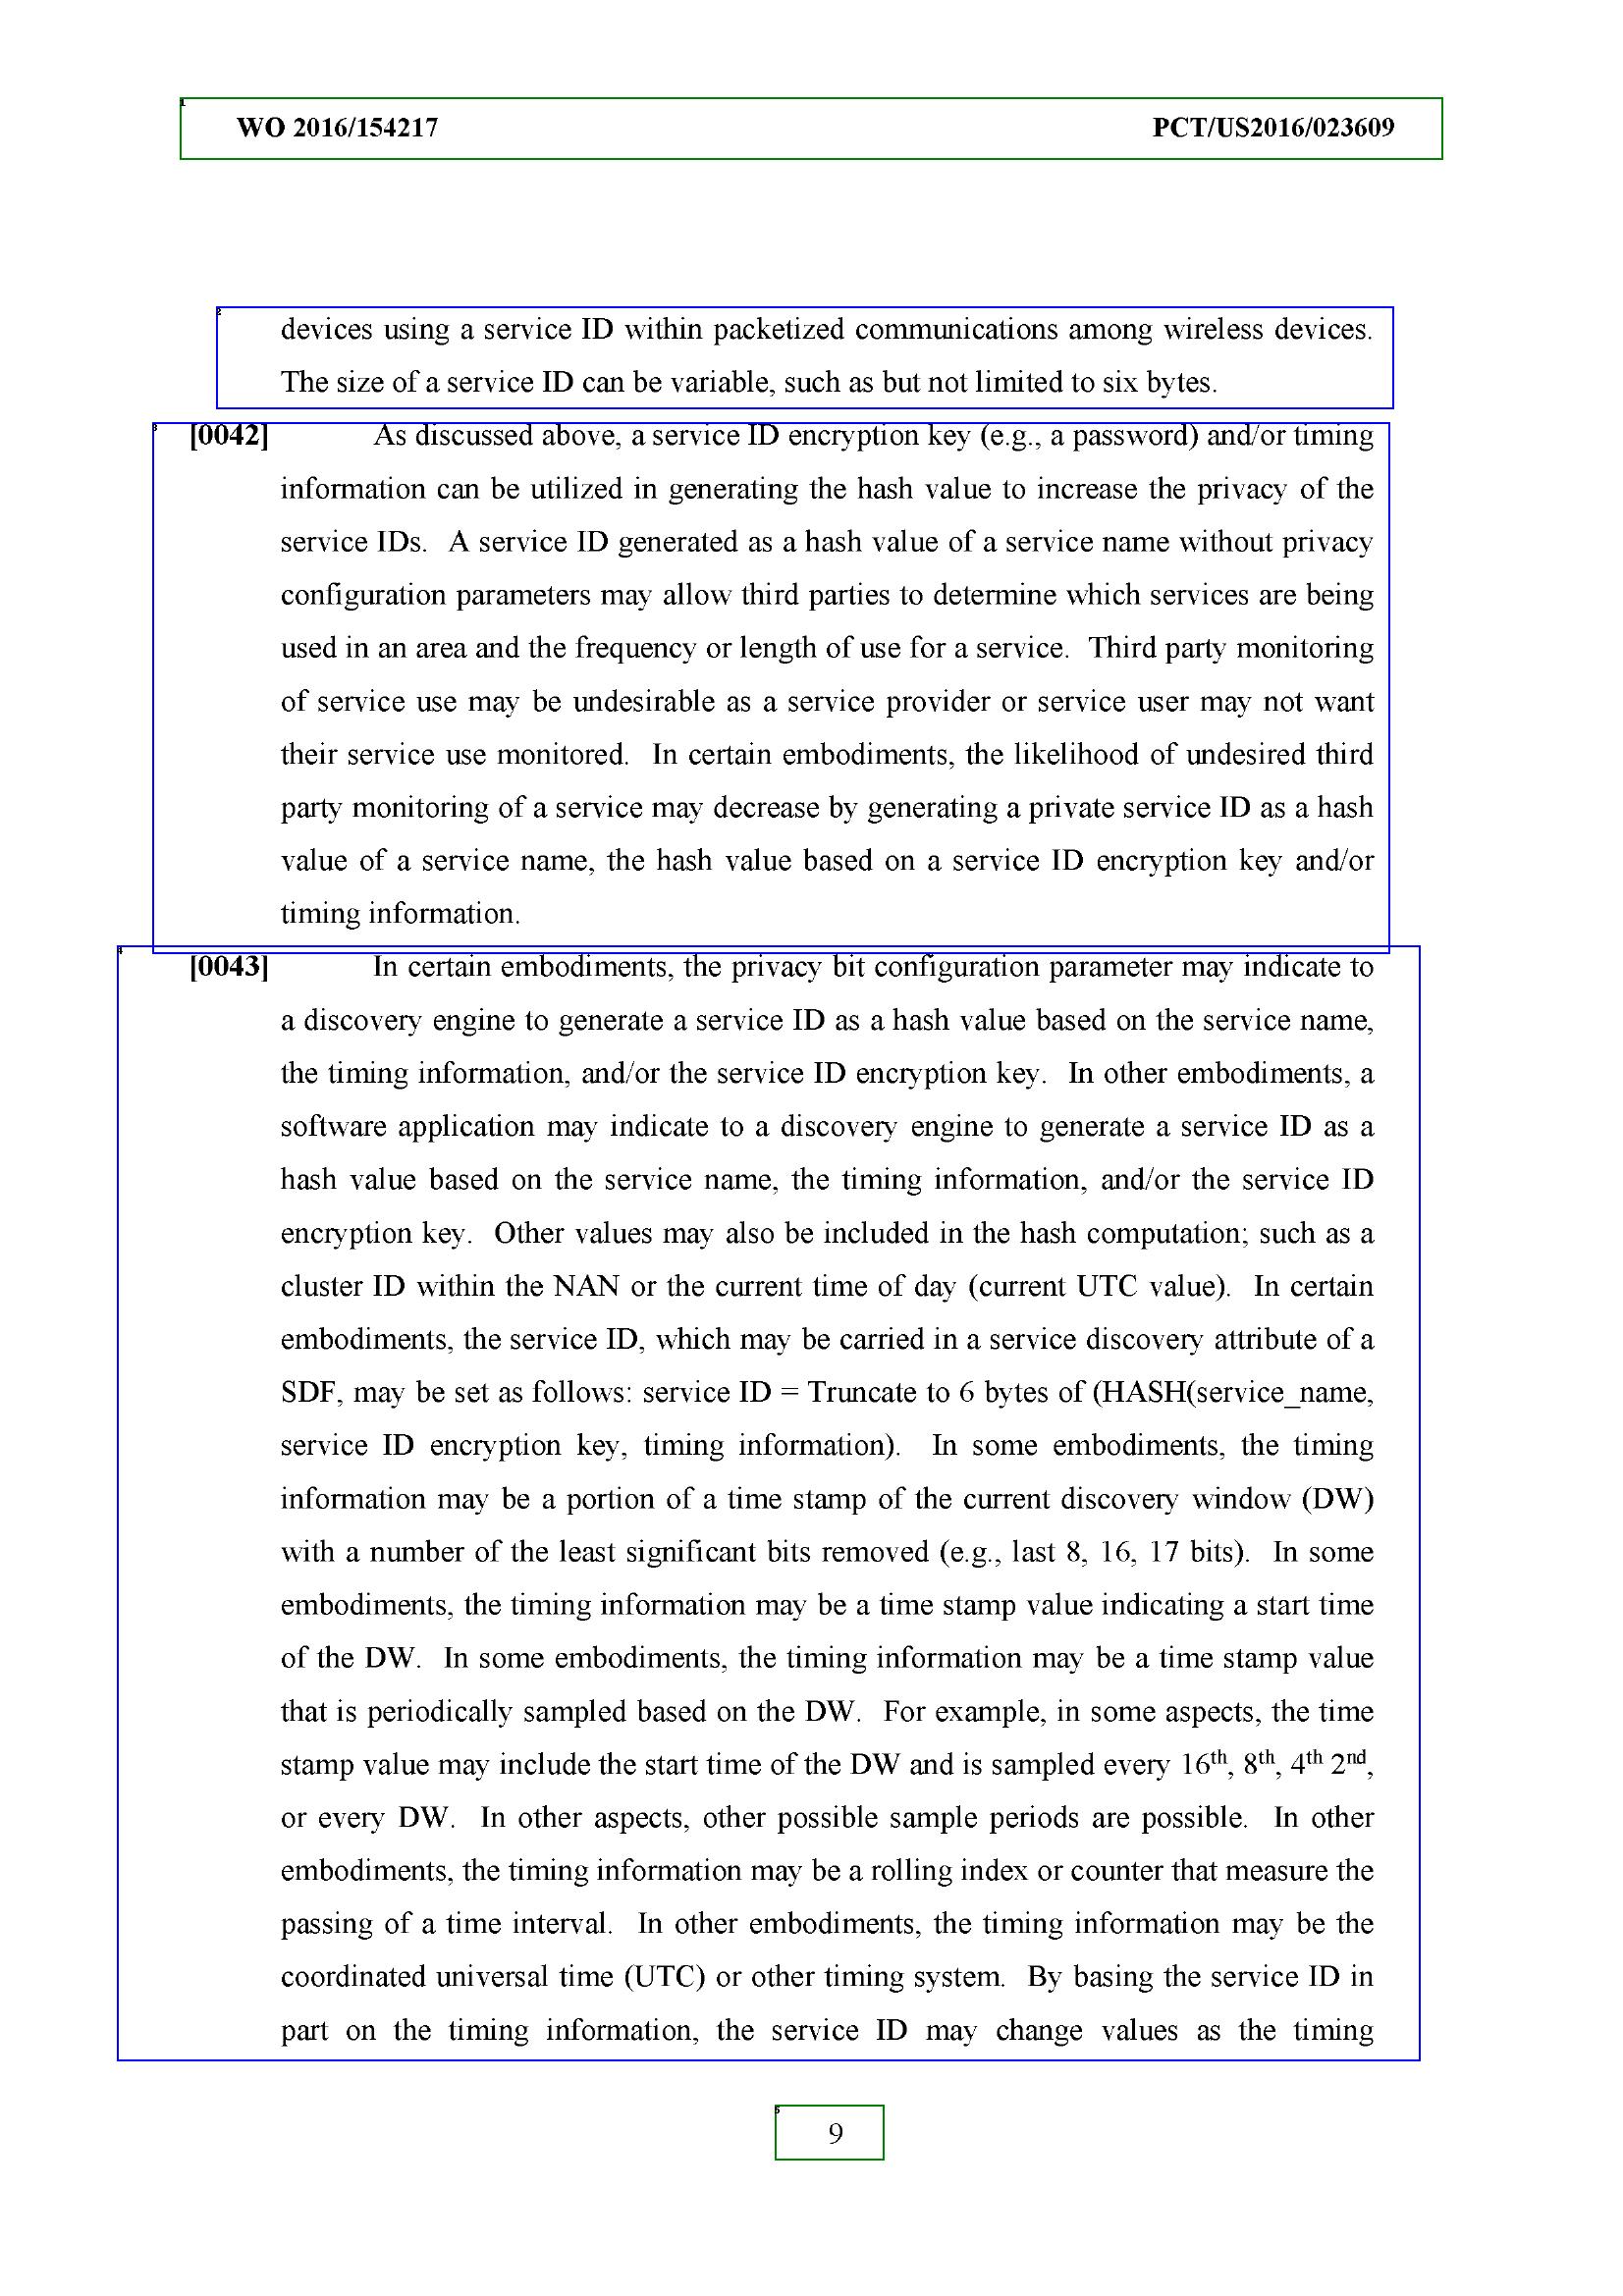 WO 2016/154217 PCT/US2016/023609
devices using a service ID within packetized communications among wireless devices.
The size of a service ID can be variable, such as but not limited to six bytes.
[0042] As discussed above, a service ID encryption key (e.g., a password) and/or timing
information can be utilized in generating the hash value to increase the privacy of the
service IDs. A service ID generated as a hash value of a service name without privacy
configuration parameters may allow third parties to determine which services are being
used in an area and the frequency or length of use for a service. Third party monitoring
of service use may be undesirable as a service provider or service user may not want
their service use monitored. In certain embodiments, the likelihood of undesired third
party monitoring of a service may decrease by generating a private service ID as a hash
value of a service name, the hash value based on a service ID encryption key and/or
timing information.
[0043] In certain embodiments, the privacy bit configuration parameter may indicate to
a discovery engine to generate a service ID as a hash value based on the service name,
the timing information, and/or the service ID encryption key. In other embodiments, a
software application may indicate to a discovery engine to generate a service ID as a
hash value based on the service name, the timing information, and/or the service ID
encryption key. Other values may also be included in the hash computation; such as a
cluster ID within the NAN or the current time of day (current UTC value). In certain
embodiments, the service ID, which may be carried in a service discovery attribute of a
SDF, may be set as follows: service ID = Truncate to 6 bytes of (HASH(service_name,
service ID encryption key, timing information). In some embodiments, the timing
information may be a portion of a time stamp of the current discovery window (DW)
with a number of the least significant bits removed (e.g., last 8, 16, 17 bits). In some
embodiments, the timing information may be a time stamp value indicating a start time
of the DW. In some embodiments, the timing information may be a time stamp value
that is periodically sampled based on the DW. For example, in some aspects, the time
stamp value may include the start time of the DW and is sampled every 16th, 8th, 4th 2nd,
or every DW. In other aspects, other possible sample periods are possible. In other
embodiments, the timing information may be a rolling index or counter that measure the
passing of a time interval. In other embodiments, the timing information may be the
coordinated universal time (UTC) or other timing system. By basing the service ID in
part on the timing information, the service ID may change values as the timing
9